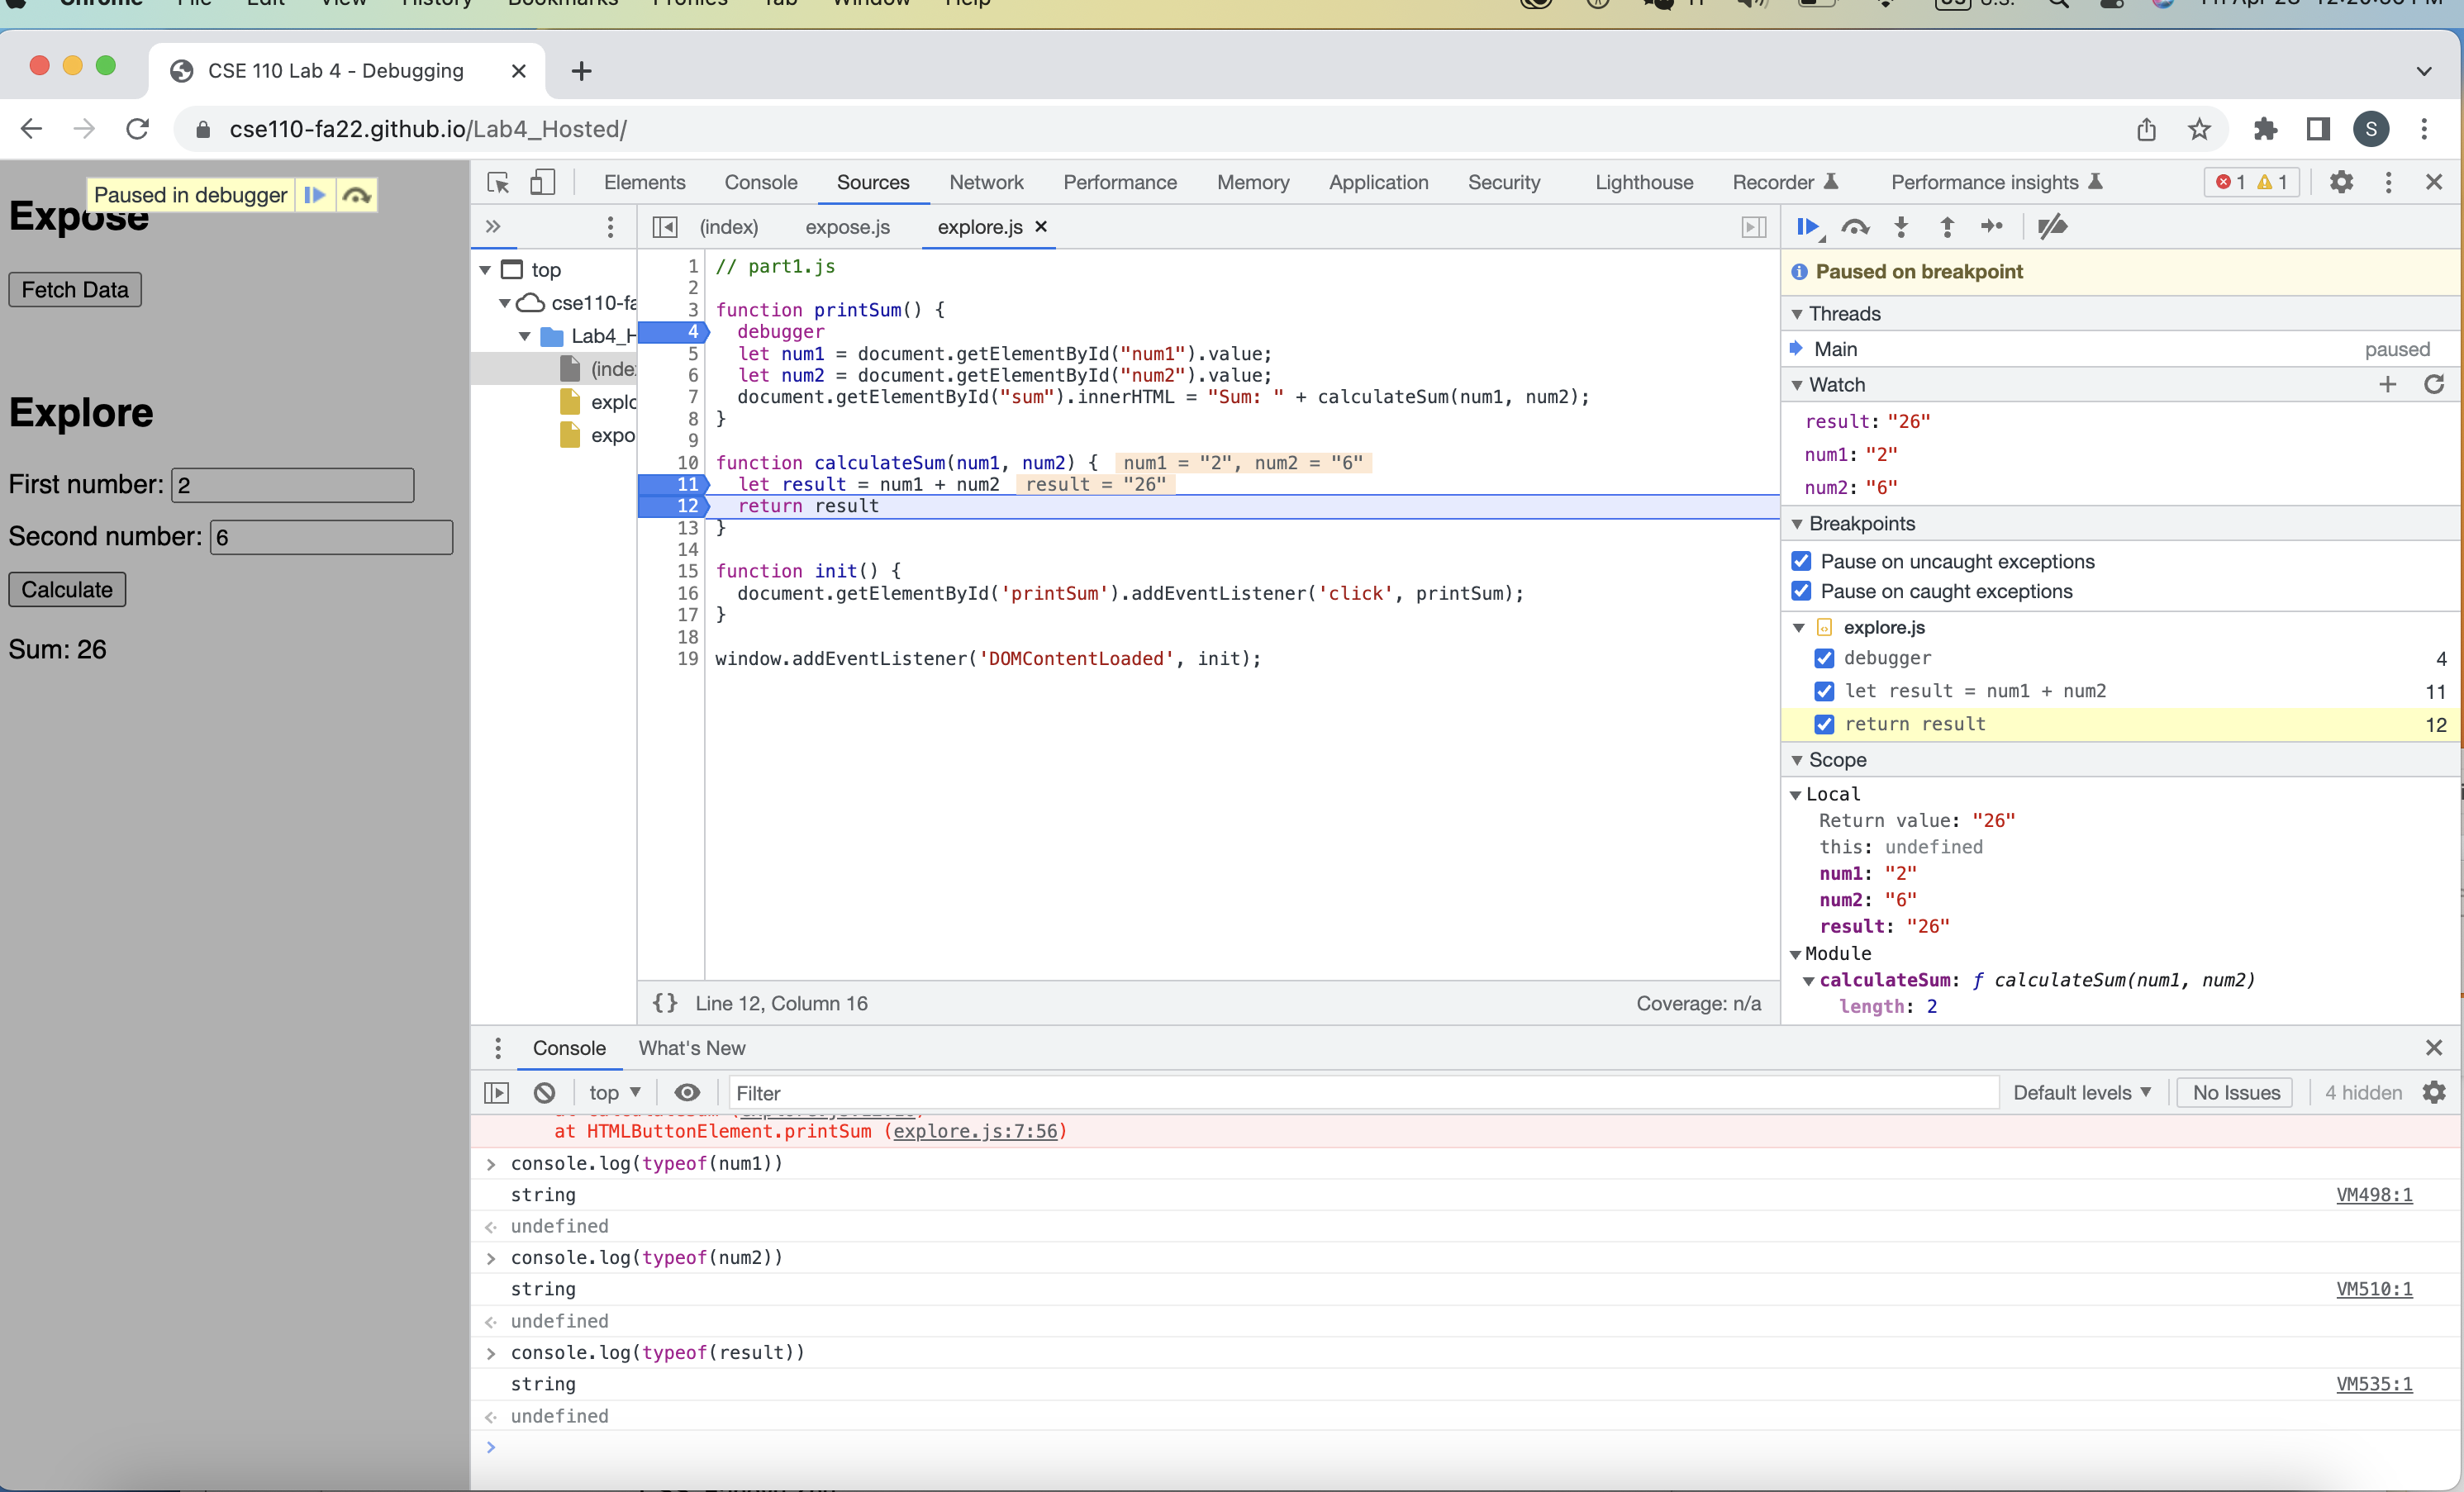 Chrome File Edit View History Bookmarks Profiles Tab Window Help
CSE 110 Lab 4 - Debugging
cse110-fa22.github.io/Lab4_Hosted/
S
Paused in debugger
Expose
Fetch Data
Explore
First number: 2
Second number: 6
Calculate
Sum: 26
Elements Console Sources Network Performance Memory Application Security Lighthouse Recorder Performance insights 1 1
(index) expose.js explore.js
top
cse110-fa
Lab4_H
(inde
explo
expo
1 // part1.js
2
3 function printSum() {
4 debugger
5 let num1 = document.getElementById("num1").value;
6 let num2 = document.getElementById("num2").value;
7 document.getElementById("sum").innerHTML = "Sum: " + calculateSum(num1, num2);
8 }
9
10 function calculateSum(num1, num2) { num1 = "2", num2 = "6"
11 let result = num1 + num2 result = "26"
12 return result
13 }
14
15 function init() {
16 document.getElementById('printSum').addEventListener('click', printSum);
17 }
18
19 window.addEventListener('DOMContentLoaded', init);
{} Line 12, Column 16 Coverage: n/a
Paused on breakpoint
Threads
Main paused
Watch
result: "26"
num1: "2"
num2: "6"
Breakpoints
Pause on uncaught exceptions
Pause on caught exceptions
explore.js
debugger 4
let result = num1 + num2 11
return result 12
Scope
Local
Return value: "26"
this: undefined
num1: "2"
num2: "6"
result: "26"
Module
calculateSum: ƒ calculateSum(num1, num2)
length: 2
Console What's New
top Filter Default levels No Issues 4 hidden
at HTMLButtonElement.printSum (explore.js:7:56)
> console.log(typeof(num1))
string VM498:1
undefined
> console.log(typeof(num2))
string VM510:1
undefined
> console.log(typeof(result))
string VM535:1
undefined
>